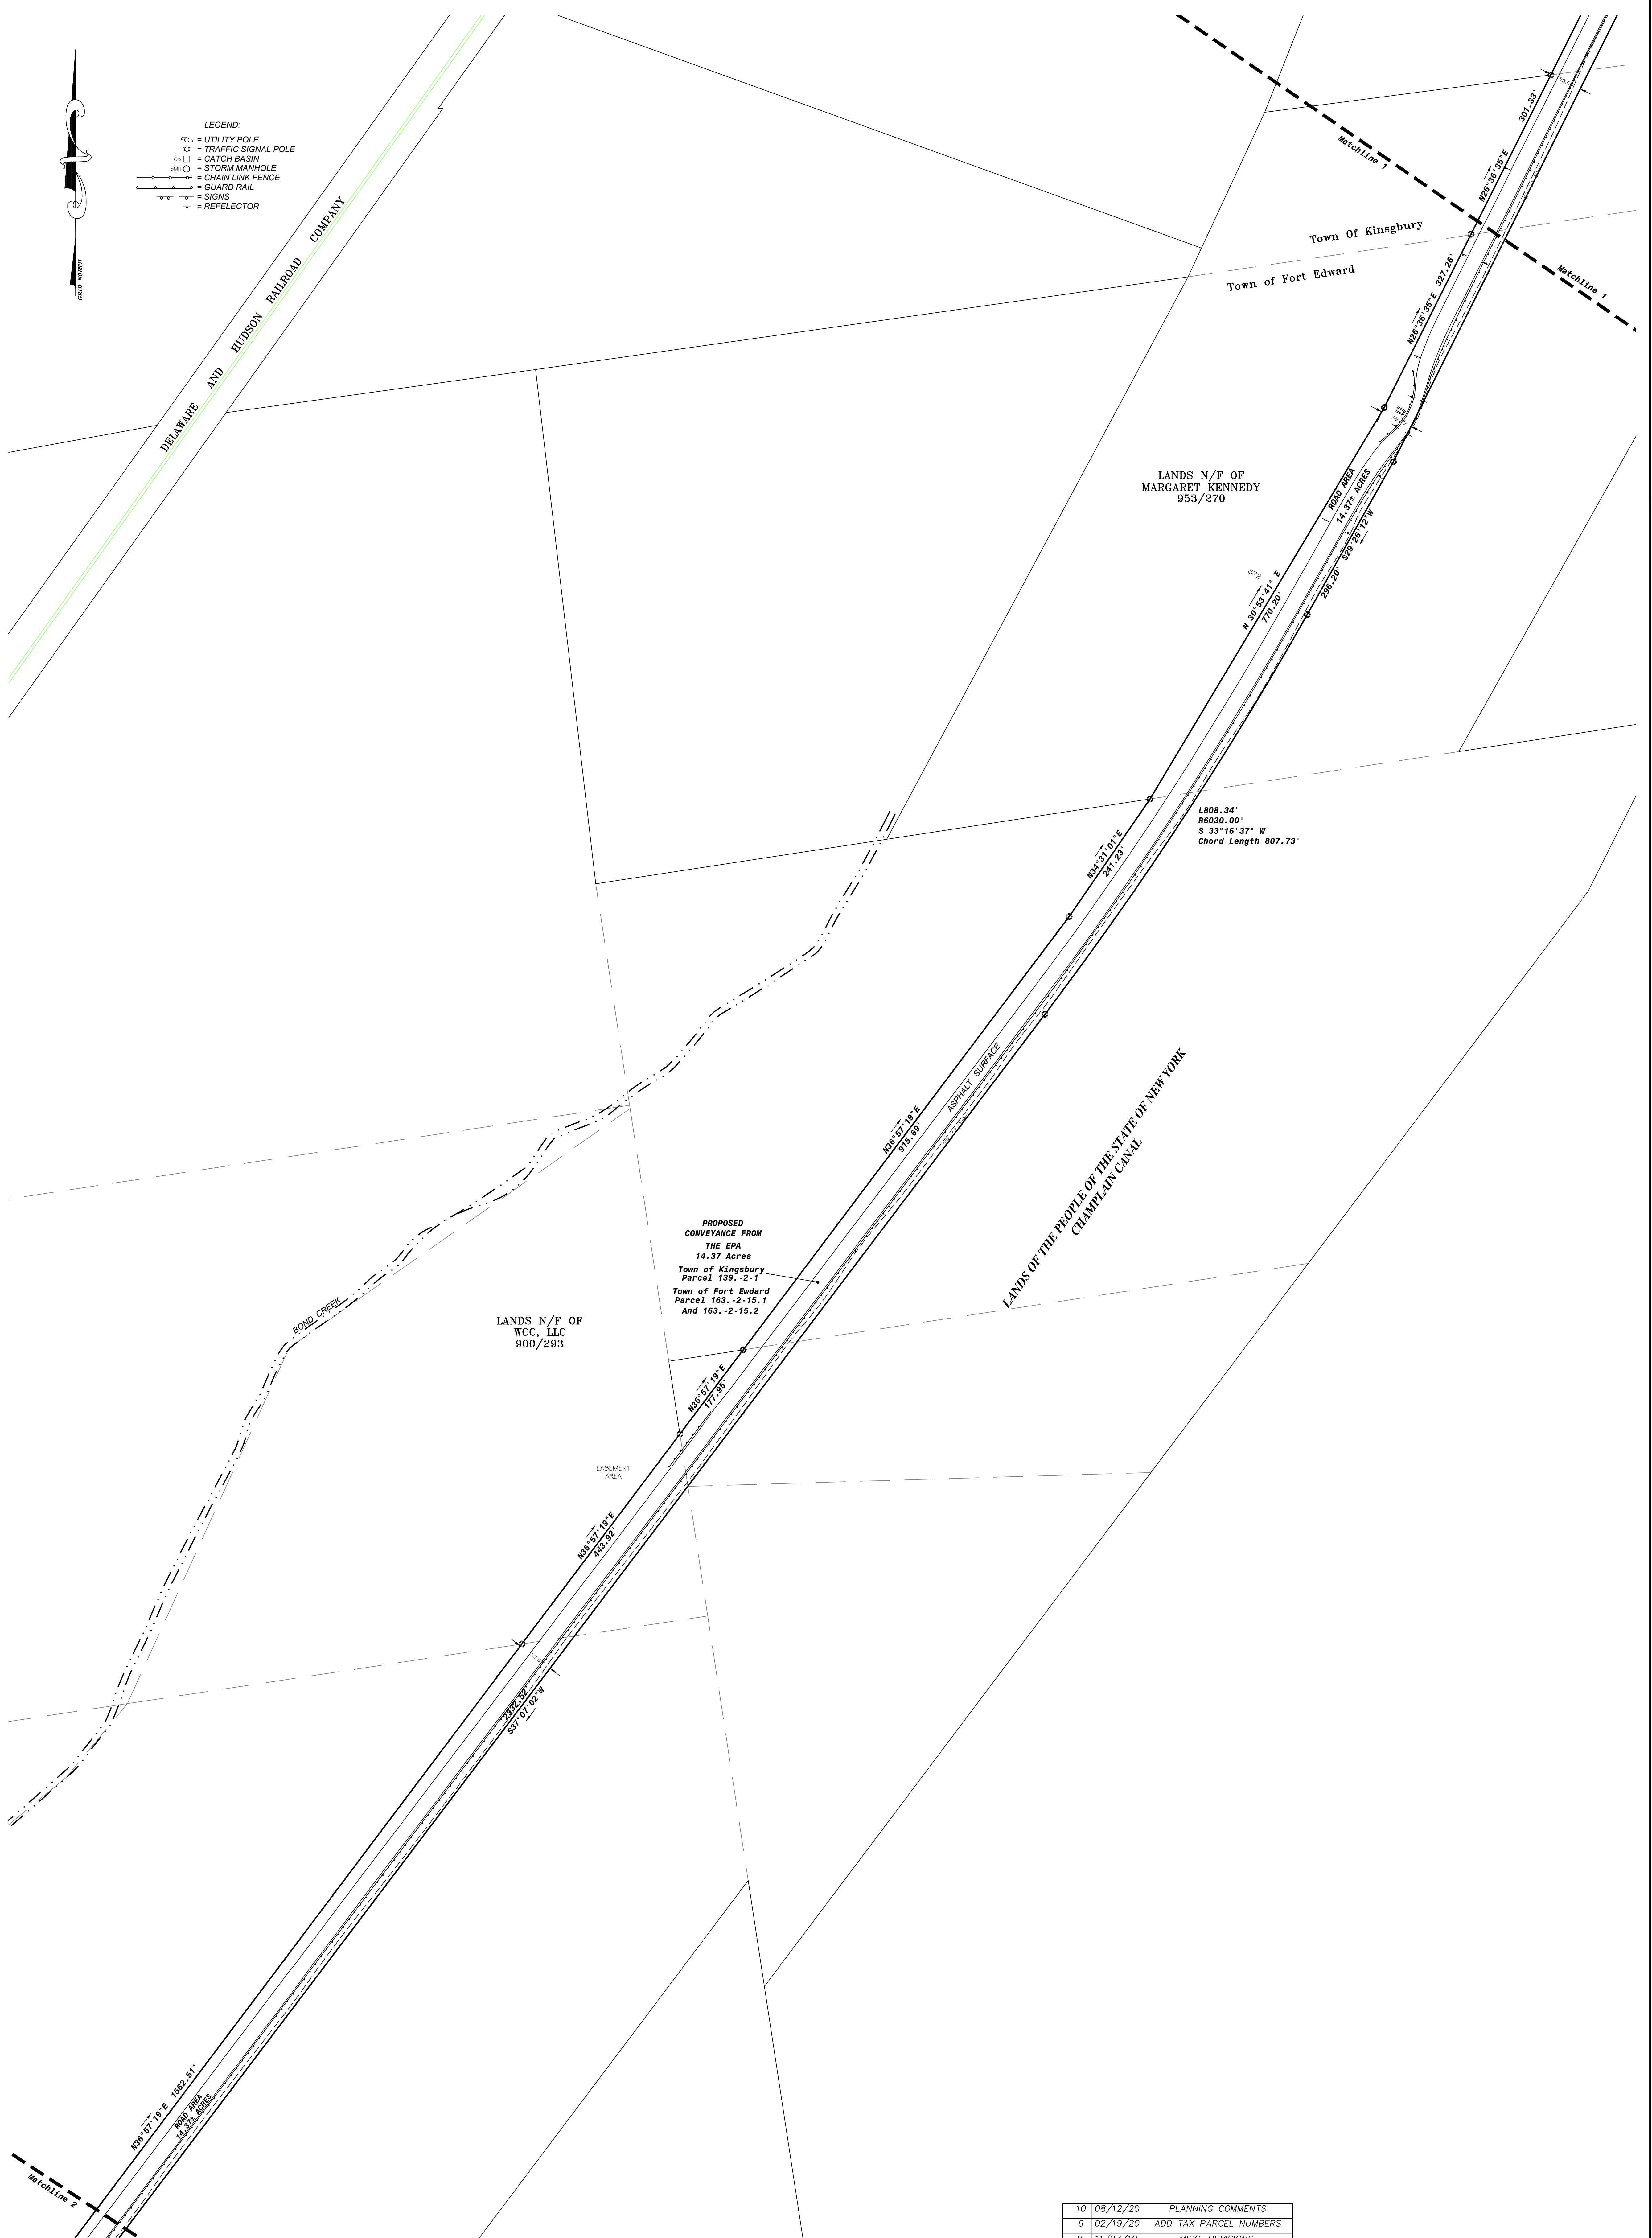 LEGEND:
= UTILITY POLE
= TRAFFIC SIGNAL POLE
CB = CATCH BASIN
SMH = STORM MANHOLE
= CHAIN LINK FENCE
= GUARD RAIL
= SIGNS
= REFELECTOR
GRID NORTH
DELAWARE AND HUDSON RAILROAD COMPANY
Matchline 1
301.33'
N26°36'35"E
Town Of Kinsgbury
Town of Fort Edward
Matchline 1
N26°36'35"E 327.26'
LANDS N/F OF
MARGARET KENNEDY
953/270
ROAD AREA
14.37± ACRES
S29°26'12"W
296.20'
872
N 30°53'41" E
770.20'
L808.34'
R6030.00'
S 33°16'37" W
Chord Length 807.73'
N34°31'01"E
241.23'
ASPHALT SURFACE
N36°57'19"E
915.69'
LANDS OF THE PEOPLE OF THE STATE OF NEW YORK
CHAMPLAIN CANAL
PROPOSED
CONVEYANCE FROM
THE EPA
14.37 Acres
Town of Kingsbury
Parcel 139.-2-1
Town of Fort Ewdard
Parcel 163.-2-15.1
And 163.-2-15.2
BOND CREEK
LANDS N/F OF
WCC, LLC
900/293
N36°57'19"E
177.95'
EASEMENT
AREA
N36°57'19"E
443.92'
2932.52'
S37°07'02"W
N36°57'19"E 1562.51'
ROAD AREA
14.37± ACRES
Matchline 2
10 08/12/20 PLANNING COMMENTS
9 02/19/20 ADD TAX PARCEL NUMBERS